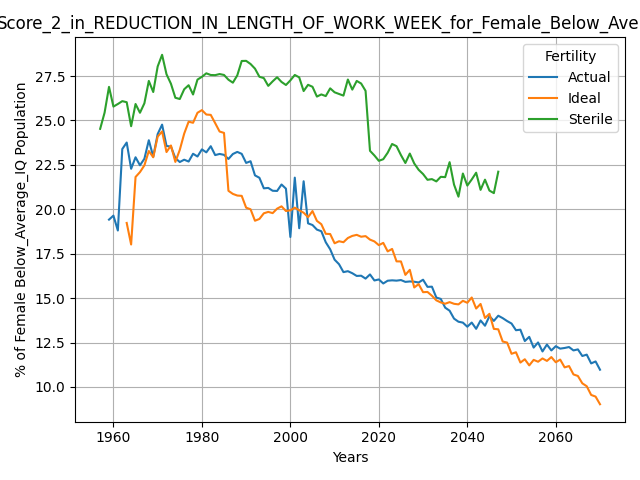 Score_2_in_REDUCTION_IN_LENGTH_OF_WORK_WEEK_for_Female_Below_Ave
Fertility
Actual
Ideal
Sterile
% of Female Below_Average_IQ Population
27.5
25.0
22.5
20.0
17.5
15.0
12.5
10.0
1960
1980
2000
2020
2040
2060
Years